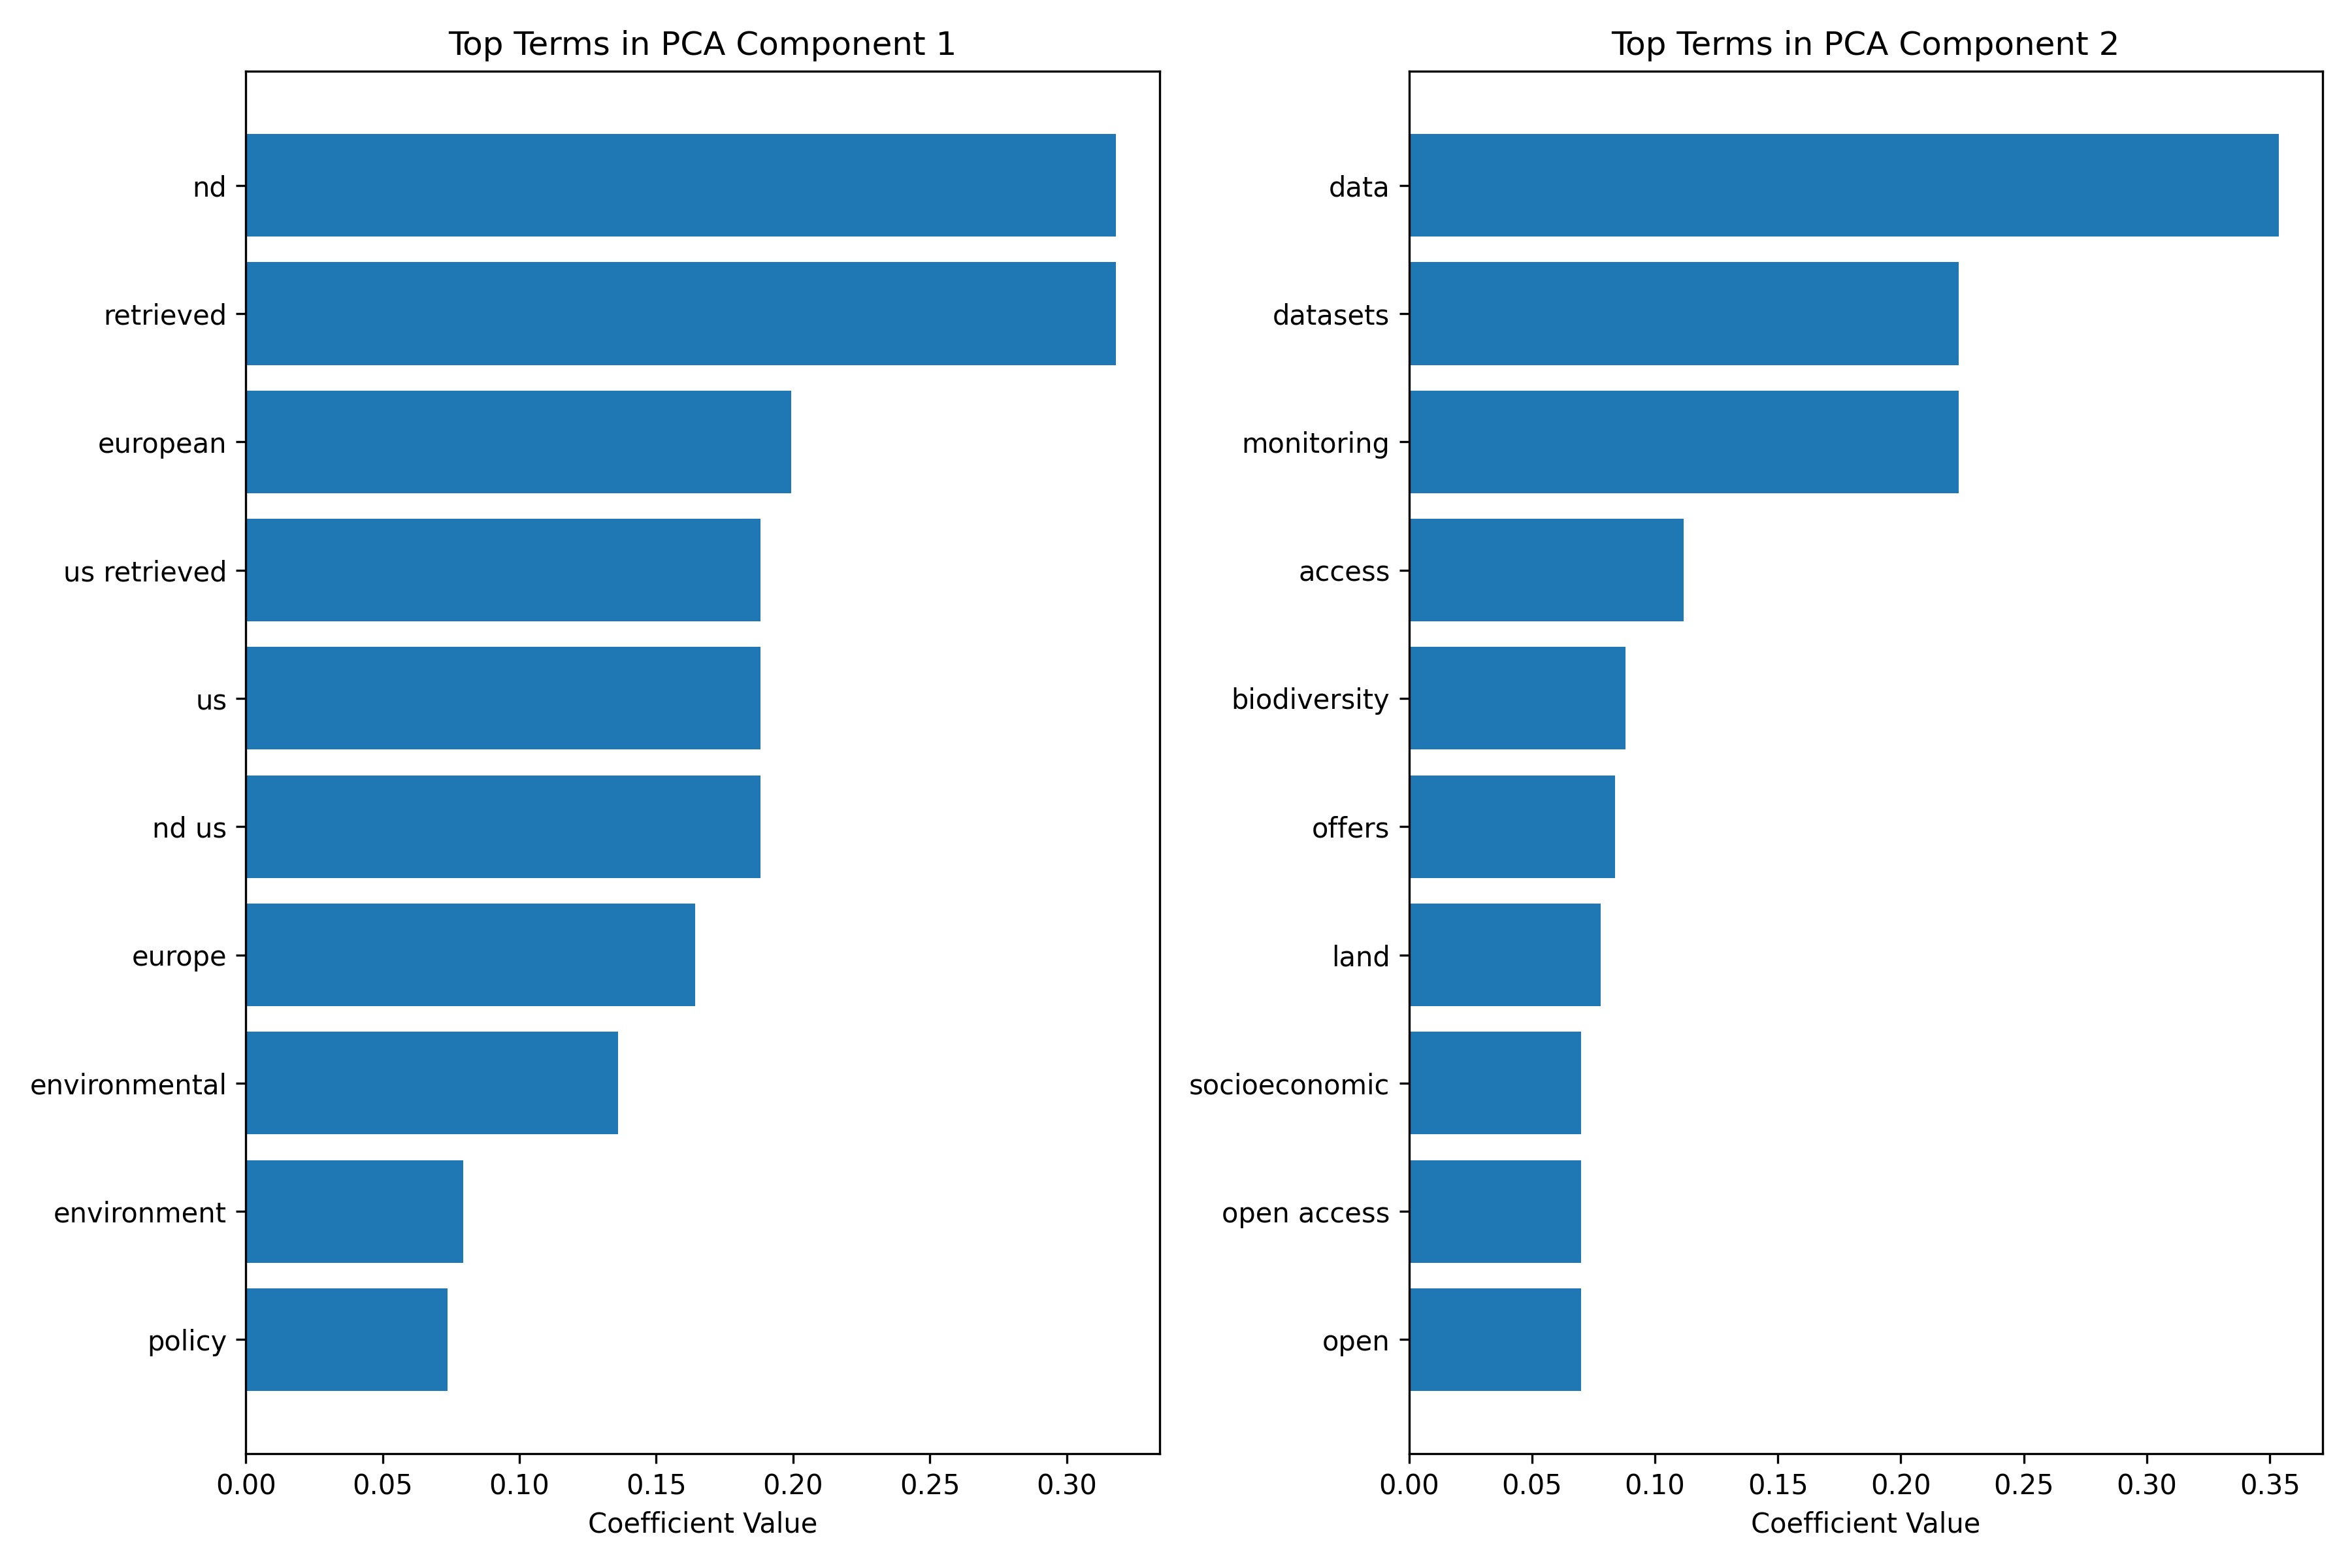 Top Terms in PCA Component 1
nd
retrieved
european
us retrieved
us
nd us
europe
environmental
environment
policy
0.00 0.05 0.10 0.15 0.20 0.25 0.30
Coefficient Value
Top Terms in PCA Component 2
data
datasets
monitoring
access
biodiversity
offers
land
socioeconomic
open access
open
0.00 0.05 0.10 0.15 0.20 0.25 0.30 0.35
Coefficient Value